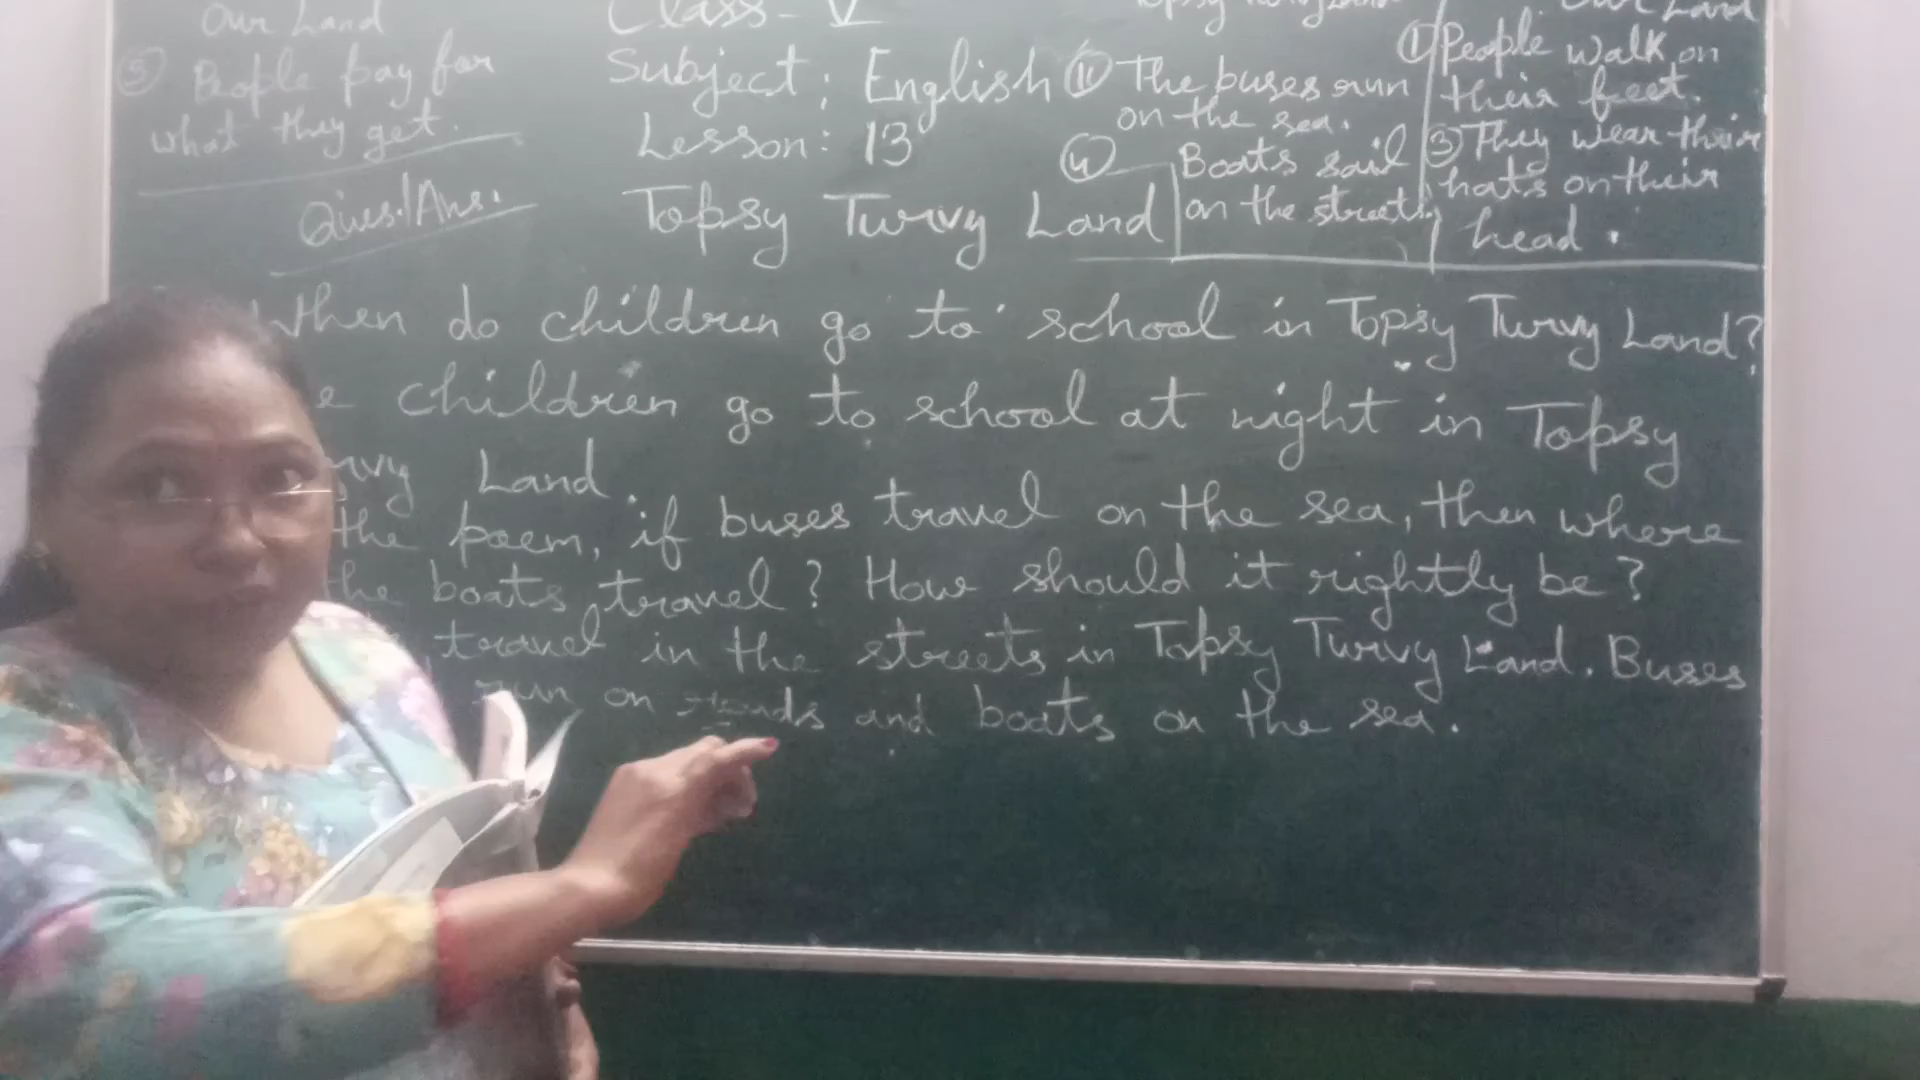 Our Land
⑤ People pay for
what they get.
Ques./Ans.
Class - V
Subject: English
Lesson: 13
Topsy Turvy Land
Topsy Turvy Land
⑪ The buses run
on the sea.
④ Boats sail
on the streets.
Our Land
① People walk on
their feet.
③ They wear their
hats on their
head.
When do children go to school in Topsy Turvy Land?
children go to school at night in Topsy
Land.
the poem, if buses travel on the sea, then where
the boats travel? How should it rightly be?
travel in the streets in Topsy Turvy Land. Buses
run on roads and boats on the sea.